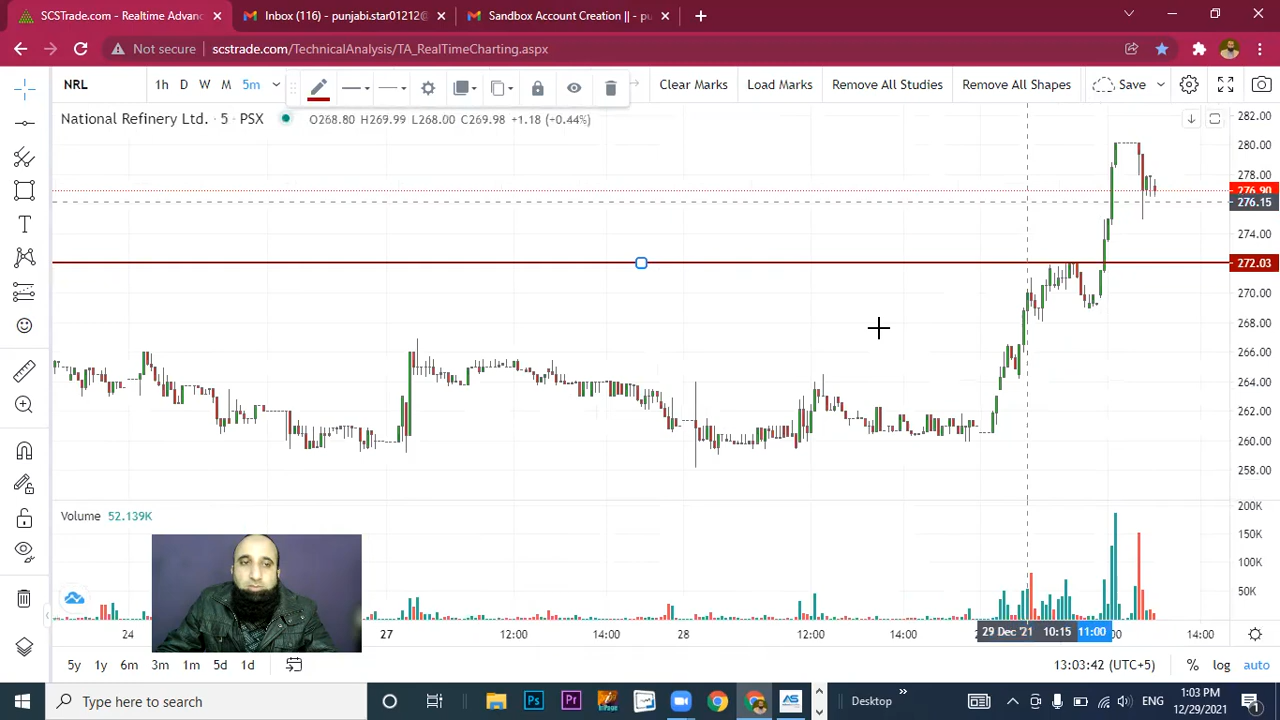 SCSTrade.com - Realtime Advanc
Inbox (116) - punjabi.star01212@
Sandbox Account Creation || - pu
Not secure scstrade.com/TechnicalAnalysis/TA_RealTimeCharting.aspx
NRL 1h D W M 5m Clear Marks Load Marks Remove All Studies Remove All Shapes Save
National Refinery Ltd. · 5 · PSX O268.80 H269.99 L268.00 C269.98 +1.18 (+0.44%)
282.00
280.00
278.00
276.90
276.15
274.00
272.03
270.00
268.00
266.00
264.00
262.00
260.00
258.00
Volume 52.139K
200K
150K
100K
50K
24 27 12:00 14:00 28 12:00 14:00 29 Dec '21 10:15 11:00 14:00
5y 1y 6m 3m 1m 5d 1d 13:03:42 (UTC+5) % log auto
Type here to search
Desktop
ENG
1:03 PM
12/29/2021